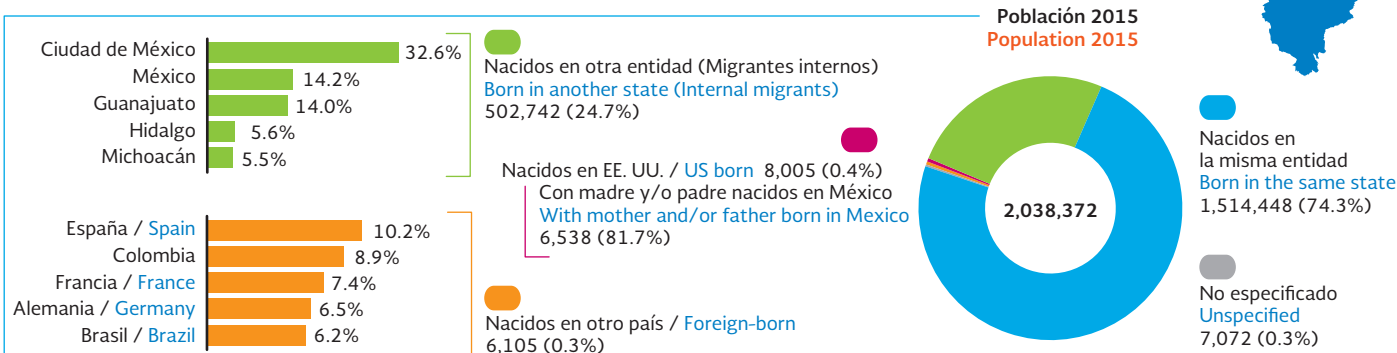 Población 2015
Population 2015
Ciudad de México 32.6%
México 14.2%
Guanajuato 14.0%
Hidalgo 5.6%
Michoacán 5.5%
Nacidos en otra entidad (Migrantes internos)
Born in another state (Internal migrants)
502,742 (24.7%)
Nacidos en EE. UU. / US born 8,005 (0.4%)
Con madre y/o padre nacidos en México
With mother and/or father born in Mexico
6,538 (81.7%)
España / Spain 10.2%
Colombia 8.9%
Francia / France 7.4%
Alemania / Germany 6.5%
Brasil / Brazil 6.2%
Nacidos en otro país / Foreign-born
6,105 (0.3%)
2,038,372
Nacidos en
la misma entidad
Born in the same state
1,514,448 (74.3%)
No especificado
Unspecified
7,072 (0.3%)